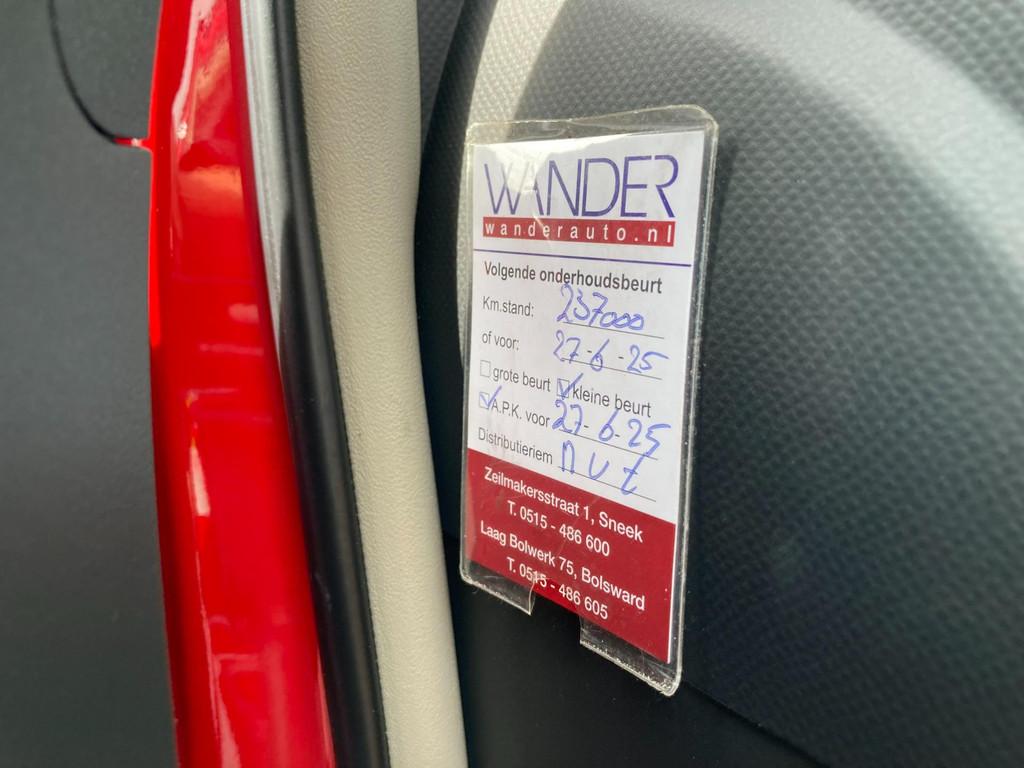 WANDER
wanderauto.nl
Volgende onderhoudsbeurt
Km.stand: 237000
of voor: 27-6-25
grote beurt kleine beurt
A.P.K. voor 27-6-25
Distributieriem nvt
Zeilmakersstraat 1, Sneek
T. 0515 - 486 600
Laag Bolwerk 75, Bolsward
T. 0515 - 486 605